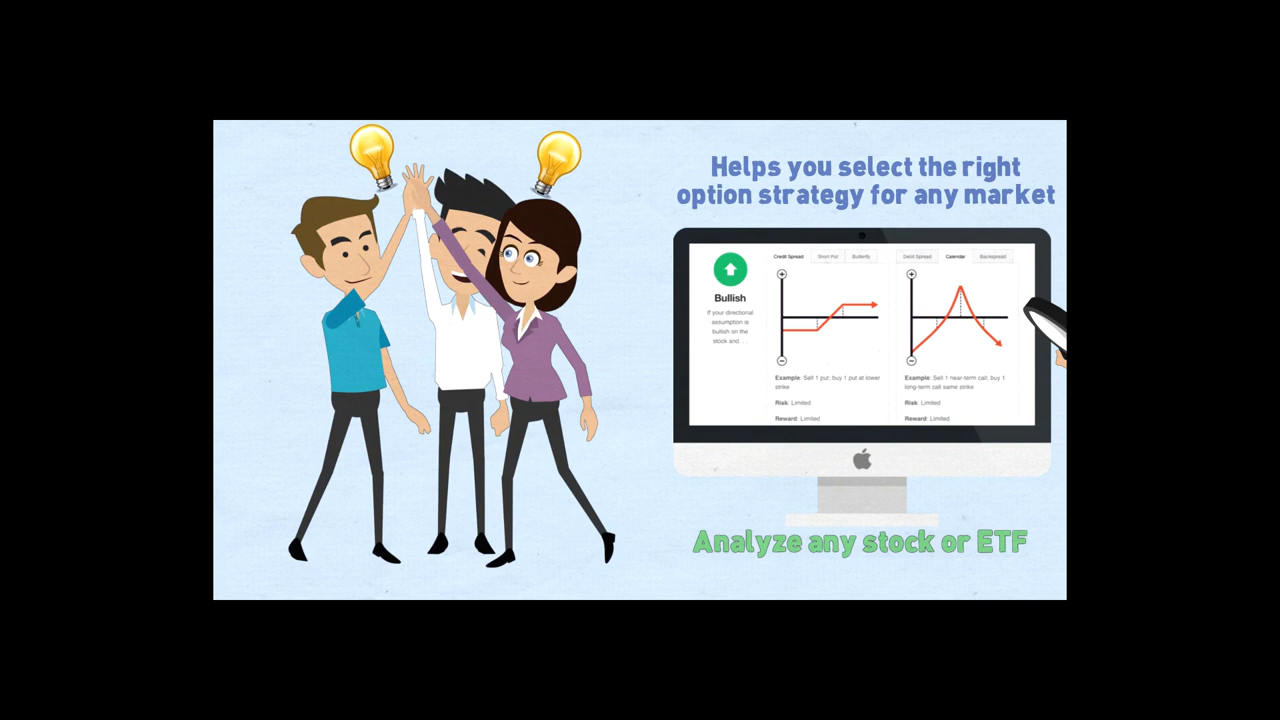 Helps you select the right
option strategy for any market
Credit Spread Short Put Butterfly
Debit Spread Calendar Backspread
Bullish
If your directional
assumption is
bullish on the
stock and. . .
Example: Sell 1 put; buy 1 put at lower
strike
Risk: Limited
Reward: Limited
Example: Sell 1 near-term call; buy 1
long-term call same strike
Risk: Limited
Reward: Limited
Analyze any stock or ETF